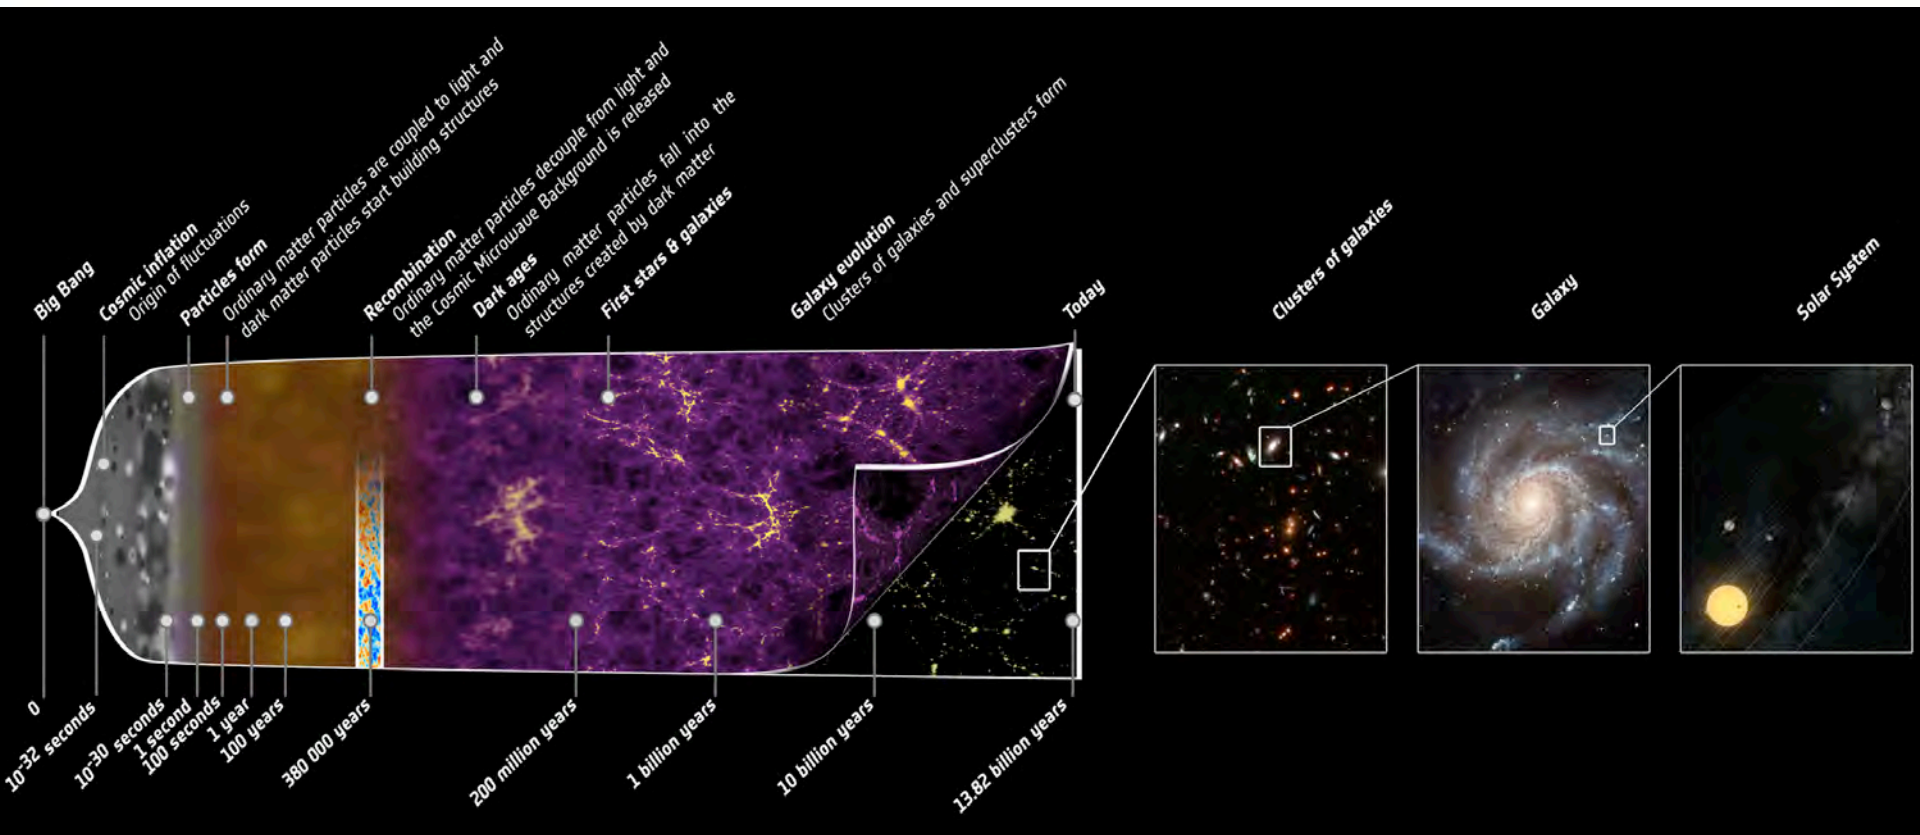 Big Bang
Cosmic inflation
Origin of fluctuations
Particles form
Ordinary matter particles are coupled to light and
dark matter particles start building structures
Recombination
Ordinary matter particles decouple from light and
the Cosmic Microwave Background is released
Dark ages
Ordinary matter particles fall into the
structures created by dark matter
First stars & galaxies
Galaxy evolution
Clusters of galaxies and superclusters form
Today
Clusters of galaxies
Galaxy
Solar System
0
10-32 seconds
10-30 seconds
1 second
100 seconds
1 year
100 years
380 000 years
200 million years
1 billion years
10 billion years
13.82 billion years